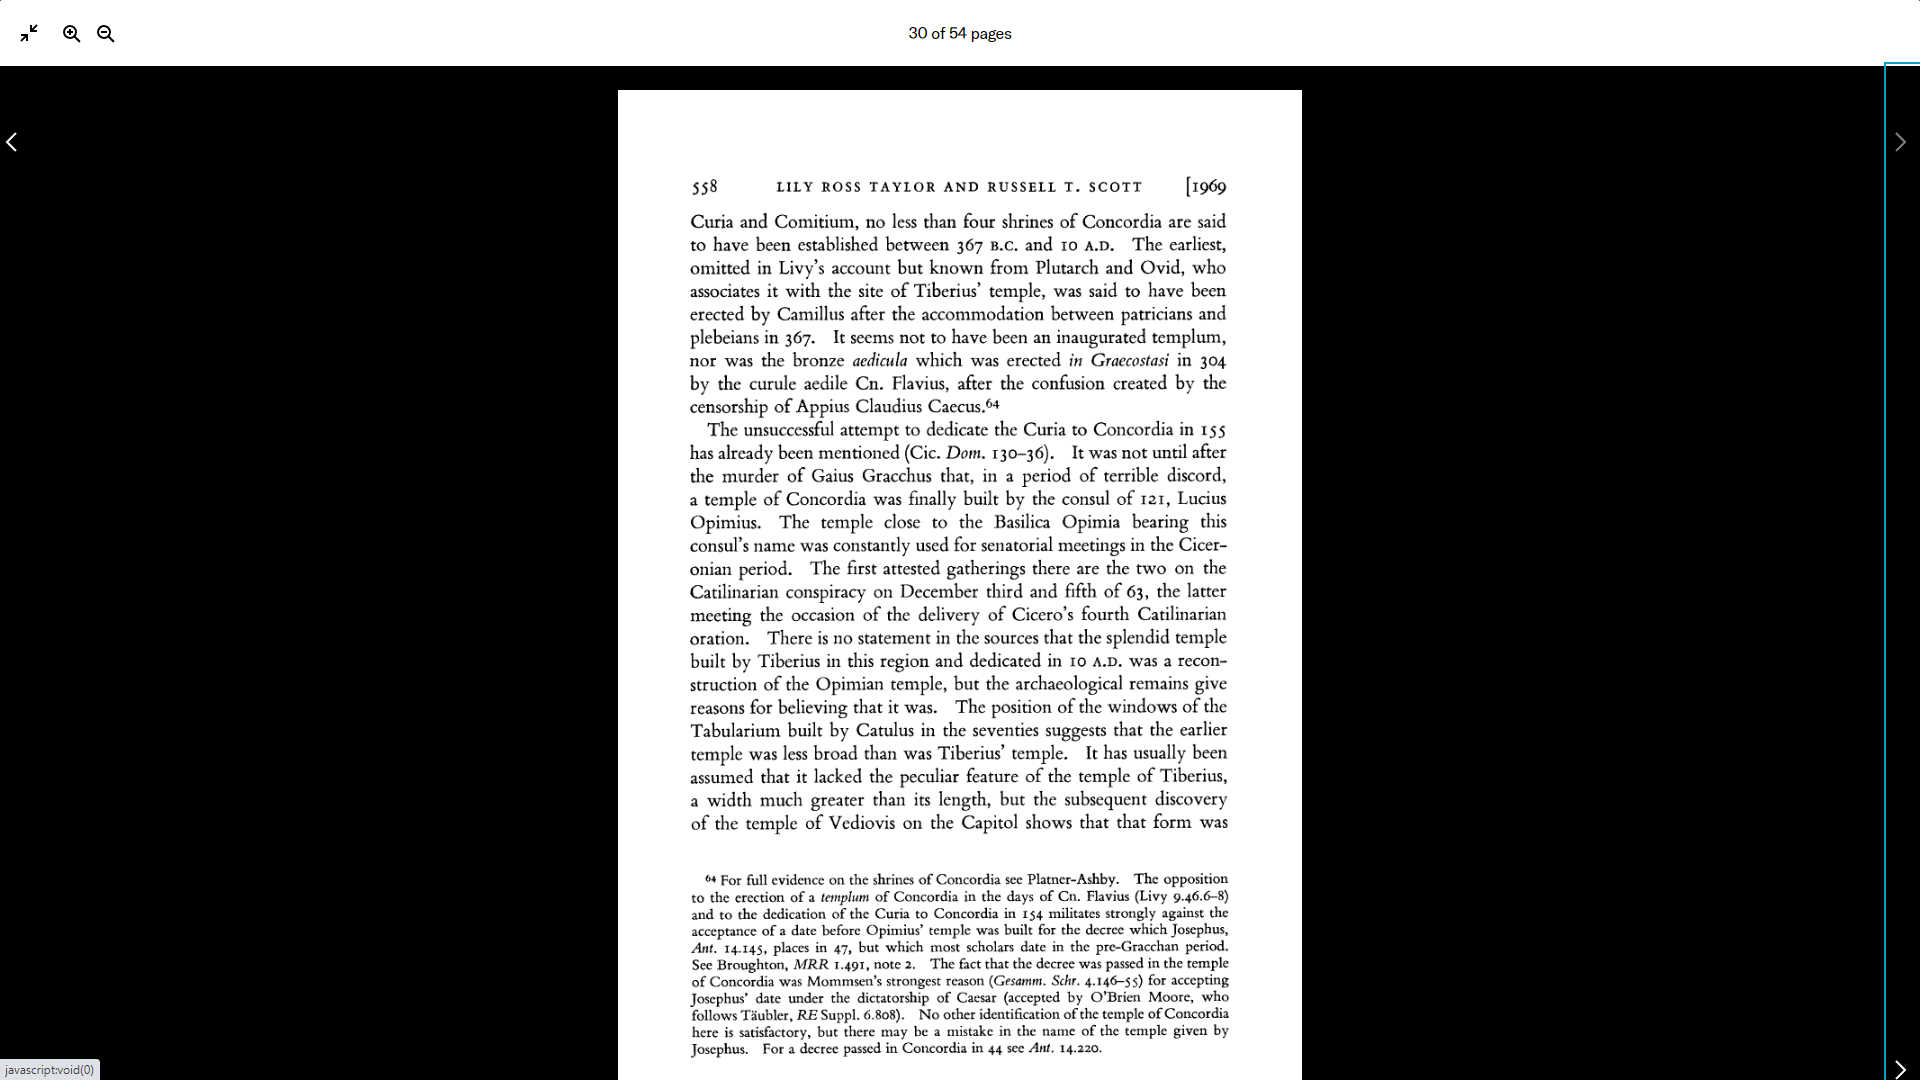 30 of 54 pages
558 LILY ROSS TAYLOR AND RUSSELL T. SCOTT [1969
Curia and Comitium, no less than four shrines of Concordia are said
to have been established between 367 B.C. and 10 A.D. The earliest,
omitted in Livy's account but known from Plutarch and Ovid, who
associates it with the site of Tiberius' temple, was said to have been
erected by Camillus after the accommodation between patricians and
plebeians in 367. It seems not to have been an inaugurated templum,
nor was the bronze aedicula which was erected in Graecostasi in 304
by the curule aedile Cn. Flavius, after the confusion created by the
censorship of Appius Claudius Caecus.⁶⁴
The unsuccessful attempt to dedicate the Curia to Concordia in 155
has already been mentioned (Cic. Dom. 130–36). It was not until after
the murder of Gaius Gracchus that, in a period of terrible discord,
a temple of Concordia was finally built by the consul of 121, Lucius
Opimius. The temple close to the Basilica Opimia bearing this
consul's name was constantly used for senatorial meetings in the Cicer-
onian period. The first attested gatherings there are the two on the
Catilinarian conspiracy on December third and fifth of 63, the latter
meeting the occasion of the delivery of Cicero's fourth Catilinarian
oration. There is no statement in the sources that the splendid temple
built by Tiberius in this region and dedicated in 10 A.D. was a recon-
struction of the Opimian temple, but the archaeological remains give
reasons for believing that it was. The position of the windows of the
Tabularium built by Catulus in the seventies suggests that the earlier
temple was less broad than was Tiberius' temple. It has usually been
assumed that it lacked the peculiar feature of the temple of Tiberius,
a width much greater than its length, but the subsequent discovery
of the temple of Vediovis on the Capitol shows that that form was
⁶⁴ For full evidence on the shrines of Concordia see Platner-Ashby. The opposition
to the erection of a templum of Concordia in the days of Cn. Flavius (Livy 9.46.6–8)
and to the dedication of the Curia to Concordia in 154 militates strongly against the
acceptance of a date before Opimius' temple was built for the decree which Josephus,
Ant. 14.145, places in 47, but which most scholars date in the pre-Gracchan period.
See Broughton, MRR 1.491, note 2. The fact that the decree was passed in the temple
of Concordia was Mommsen's strongest reason (Gesamm. Schr. 4.146–55) for accepting
Josephus' date under the dictatorship of Caesar (accepted by O'Brien Moore, who
follows Täubler, RE Suppl. 6.808). No other identification of the temple of Concordia
here is satisfactory, but there may be a mistake in the name of the temple given by
Josephus. For a decree passed in Concordia in 44 see Ant. 14.220.
javascript:void(0)